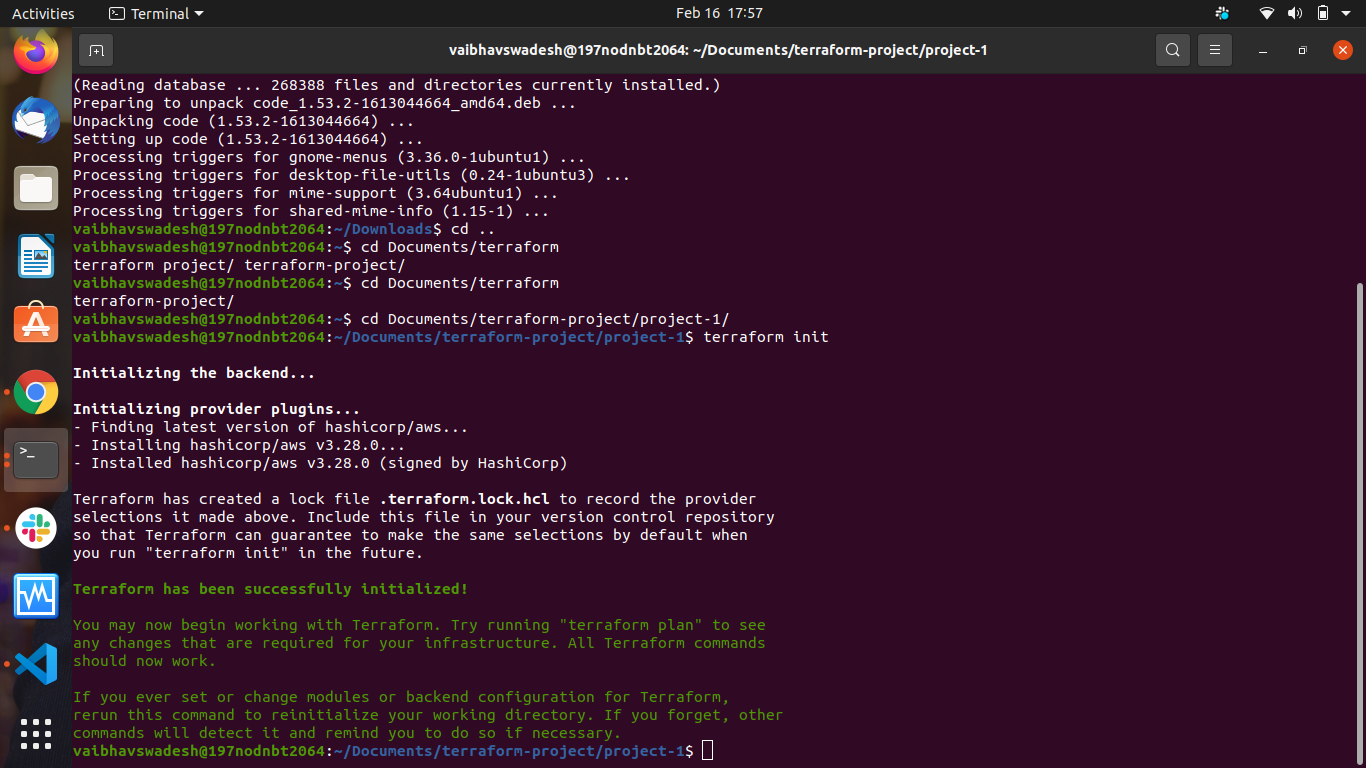 Activities
Terminal
Feb 16 17:57
vaibhavswadesh@197nodnbt2064: ~/Documents/terraform-project/project-1
(Reading database ... 268388 files and directories currently installed.)
Preparing to unpack code_1.53.2-1613044664_amd64.deb ...
Unpacking code (1.53.2-1613044664) ...
Setting up code (1.53.2-1613044664) ...
Processing triggers for gnome-menus (3.36.0-1ubuntu1) ...
Processing triggers for desktop-file-utils (0.24-1ubuntu3) ...
Processing triggers for mime-support (3.64ubuntu1) ...
Processing triggers for shared-mime-info (1.15-1) ...
vaibhavswadesh@197nodnbt2064:~/Downloads$ cd ..
vaibhavswadesh@197nodnbt2064:~$ cd Documents/terraform
terraform project/ terraform-project/
vaibhavswadesh@197nodnbt2064:~$ cd Documents/terraform
terraform-project/
vaibhavswadesh@197nodnbt2064:~$ cd Documents/terraform-project/project-1/
vaibhavswadesh@197nodnbt2064:~/Documents/terraform-project/project-1$ terraform init
Initializing the backend...
Initializing provider plugins...
- Finding latest version of hashicorp/aws...
- Installing hashicorp/aws v3.28.0...
- Installed hashicorp/aws v3.28.0 (signed by HashiCorp)
Terraform has created a lock file .terraform.lock.hcl to record the provider
selections it made above. Include this file in your version control repository
so that Terraform can guarantee to make the same selections by default when
you run "terraform init" in the future.
Terraform has been successfully initialized!
You may now begin working with Terraform. Try running "terraform plan" to see
any changes that are required for your infrastructure. All Terraform commands
should now work.
If you ever set or change modules or backend configuration for Terraform,
rerun this command to reinitialize your working directory. If you forget, other
commands will detect it and remind you to do so if necessary.
vaibhavswadesh@197nodnbt2064:~/Documents/terraform-project/project-1$